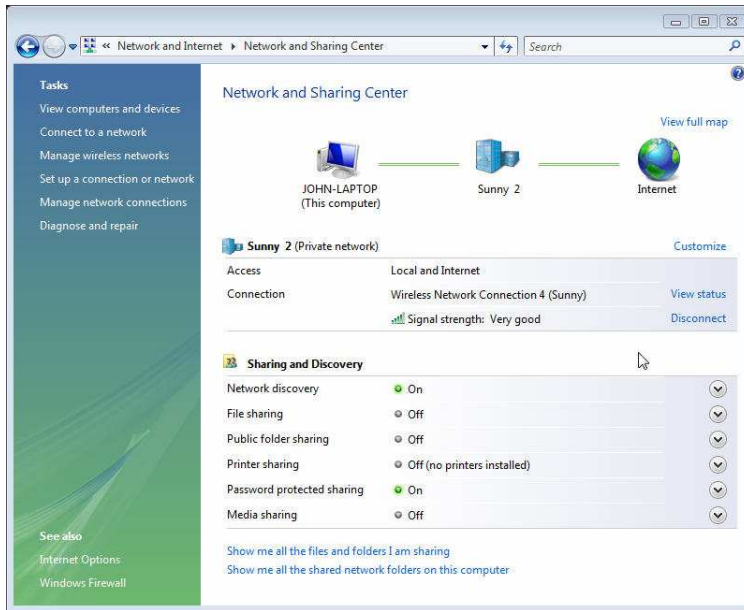 « Network and Internet ▸ Network and Sharing Center
Search
Tasks
View computers and devices
Connect to a network
Manage wireless networks
Set up a connection or network
Manage network connections
Diagnose and repair
See also
Internet Options
Windows Firewall
Network and Sharing Center
View full map
JOHN-LAPTOP
(This computer)
Sunny 2
Internet
Sunny 2 (Private network) Customize
Access Local and Internet
Connection Wireless Network Connection 4 (Sunny) View status
Signal strength: Very good Disconnect
Sharing and Discovery
Network discovery On
File sharing Off
Public folder sharing Off
Printer sharing Off (no printers installed)
Password protected sharing On
Media sharing Off
Show me all the files and folders I am sharing
Show me all the shared network folders on this computer